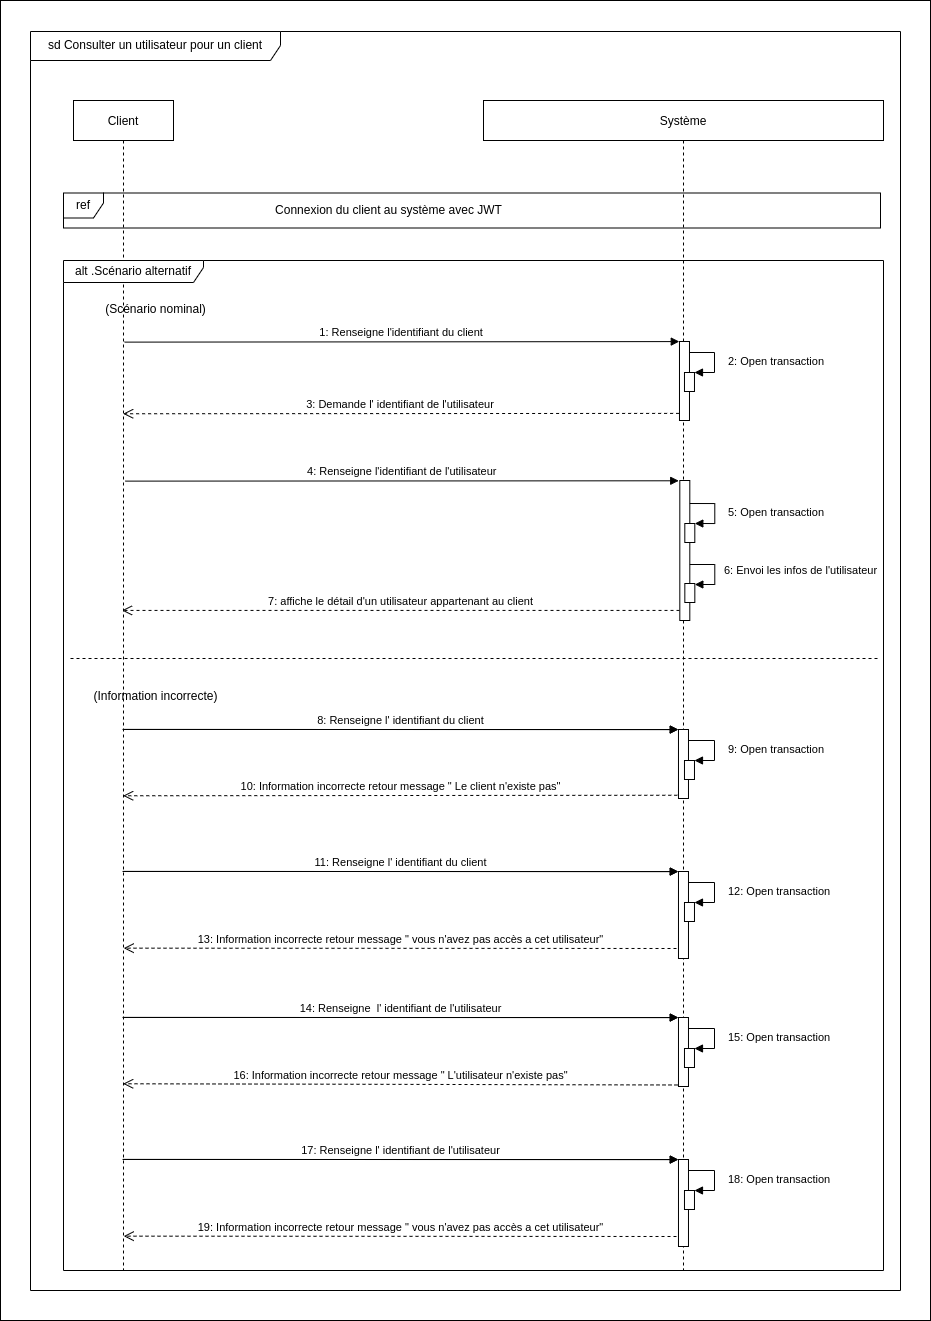 sd Consulter un utilisateur pour un client
Client
Système
ref
Connexion du client au système avec JWT
alt .Scénario alternatif
(Scénario nominal)
1: Renseigne l'identifiant du client
2: Open transaction
3: Demande l' identifiant de l'utilisateur
4: Renseigne l'identifiant de l'utilisateur
5: Open transaction
6: Envoi les infos de l'utilisateur
7: affiche le détail d'un utilisateur appartenant au client
(Information incorrecte)
8: Renseigne l' identifiant du client
9: Open transaction
10: Information incorrecte retour message " Le client n'existe pas"
11: Renseigne l' identifiant du client
12: Open transaction
13: Information incorrecte retour message " vous n'avez pas accès a cet utilisateur"
14: Renseigne  l' identifiant de l'utilisateur
15: Open transaction
16: Information incorrecte retour message " L'utilisateur n'existe pas"
17: Renseigne l' identifiant de l'utilisateur
18: Open transaction
19: Information incorrecte retour message " vous n'avez pas accès a cet utilisateur"